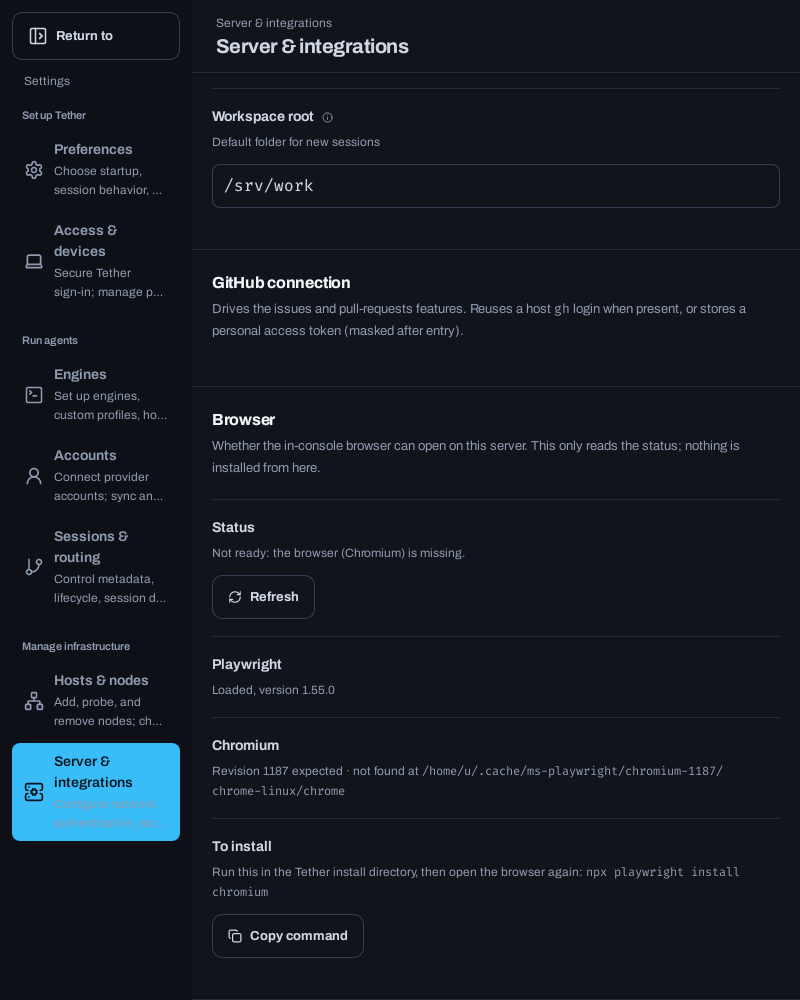 Return to
Settings
Set up Tether
Preferences
Choose startup,
session behavior, ...
Access &
devices
Secure Tether
sign-in; manage p...
Run agents
Engines
Set up engines,
custom profiles, ho...
Accounts
Connect provider
accounts; sync an...
Sessions &
routing
Control metadata,
lifecycle, session d...
Manage infrastructure
Hosts & nodes
Add, probe, and
remove nodes; ch...
Server &
integrations
Server & integrations
Server & integrations
Workspace root
Default folder for new sessions
/srv/work
GitHub connection
Drives the issues and pull-requests features. Reuses a host gh login when present, or stores a
personal access token (masked after entry).
Browser
Whether the in-console browser can open on this server. This only reads the status; nothing is
installed from here.
Status
Not ready: the browser (Chromium) is missing.
Refresh
Playwright
Loaded, version 1.55.0
Chromium
Revision 1187 expected · not found at /home/u/.cache/ms-playwright/chromium-1187/
chrome-linux/chrome
To install
Run this in the Tether install directory, then open the browser again: npx playwright install
chromium
Copy command